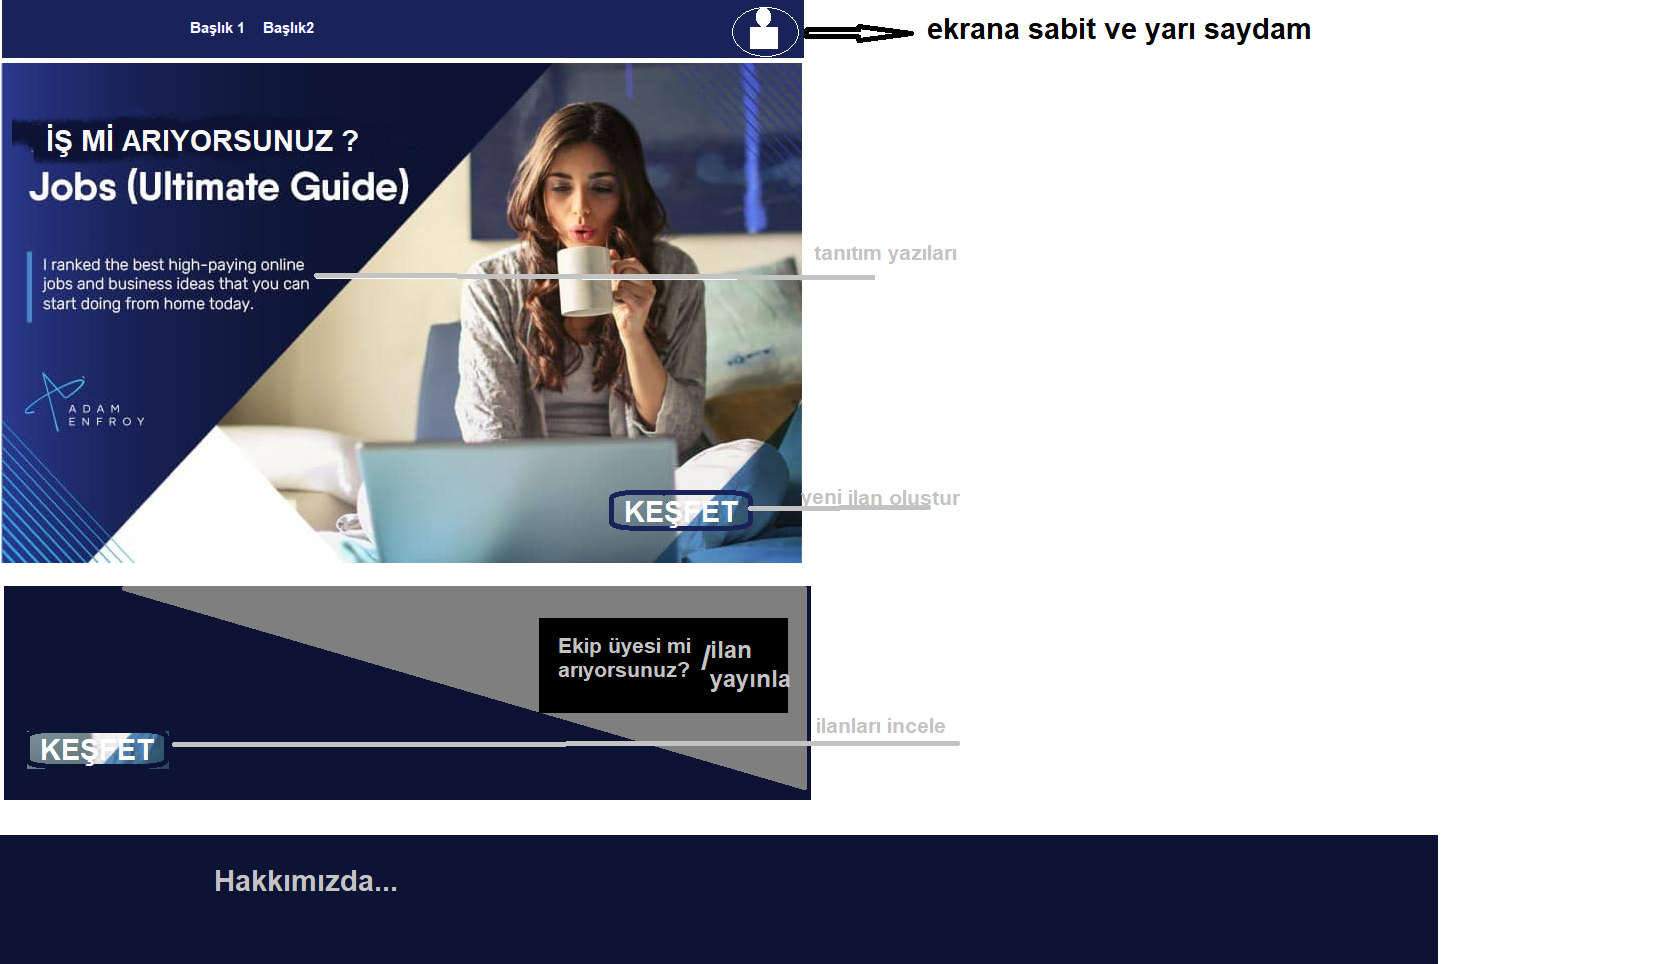 Başlık 1 Başlık2
ekrana sabit ve yarı saydam
İŞ Mİ ARIYORSUNUZ ?
Jobs (Ultimate Guide)
tanıtım yazıları
I ranked the best high-paying online
jobs and business ideas that you can
start doing from home today.
ADAM
ENFROY
KEŞFET
yeni ilan oluştur
Ekip üyesi mi
arıyorsunuz?
/ilan
yayınla
ilanları incele
KEŞFET
Hakkımızda...